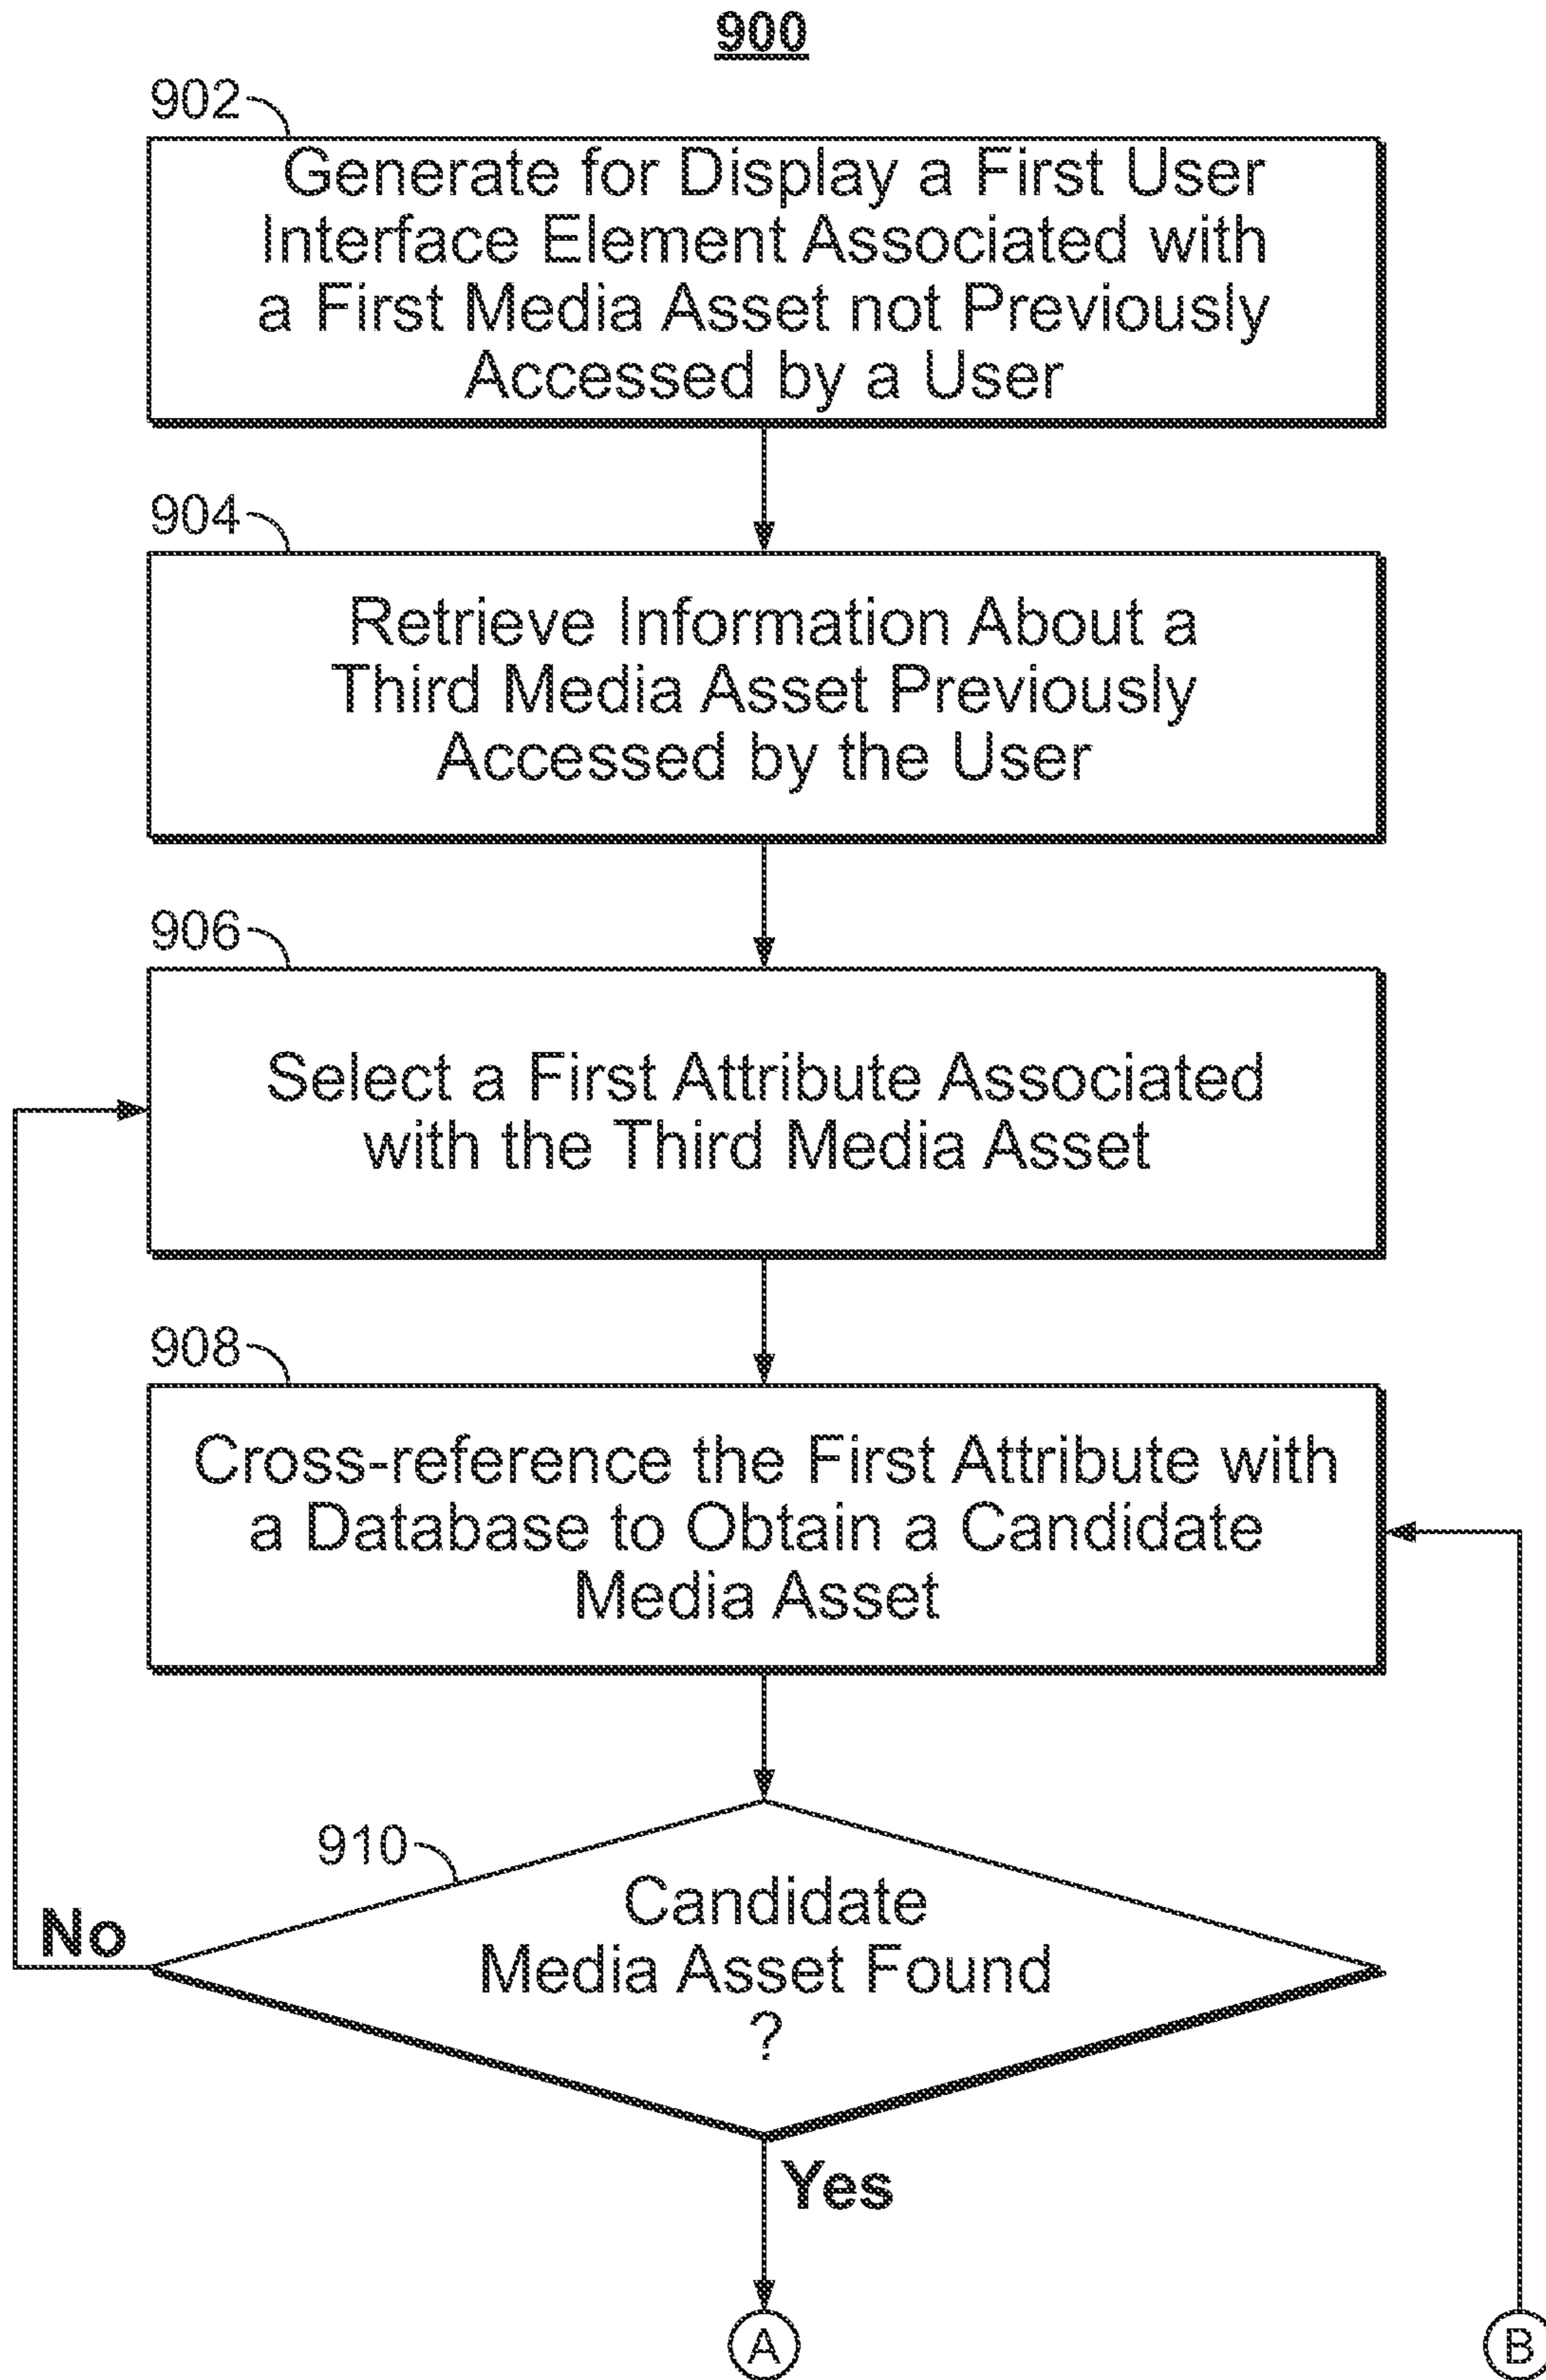 900
902
Generate for Display a First User
Interface Element Associated with
a First Media Asset not Previously
Accessed by a User
904
Retrieve Information About a
Third Media Asset Previously
Accessed by the User
906
Select a First Attribute Associated
with the Third Media Asset
908
Cross-reference the First Attribute with
a Database to Obtain a Candidate
Media Asset
910
Candidate
Media Asset Found
?
No
Yes
A
B